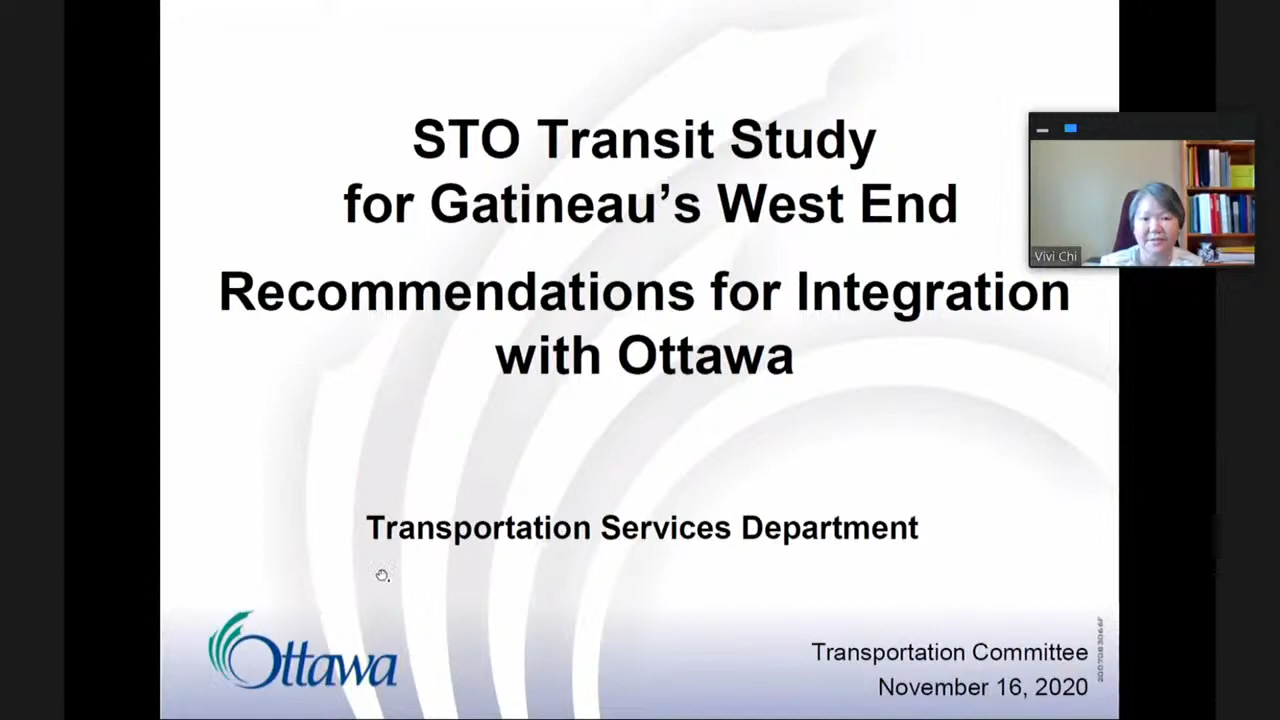 STO Transit Study
for Gatineau's West End
Recommendations for Integration
with Ottawa
Vivi Chi
Transportation Services Department
Ottawa
Transportation Committee
November 16, 2020